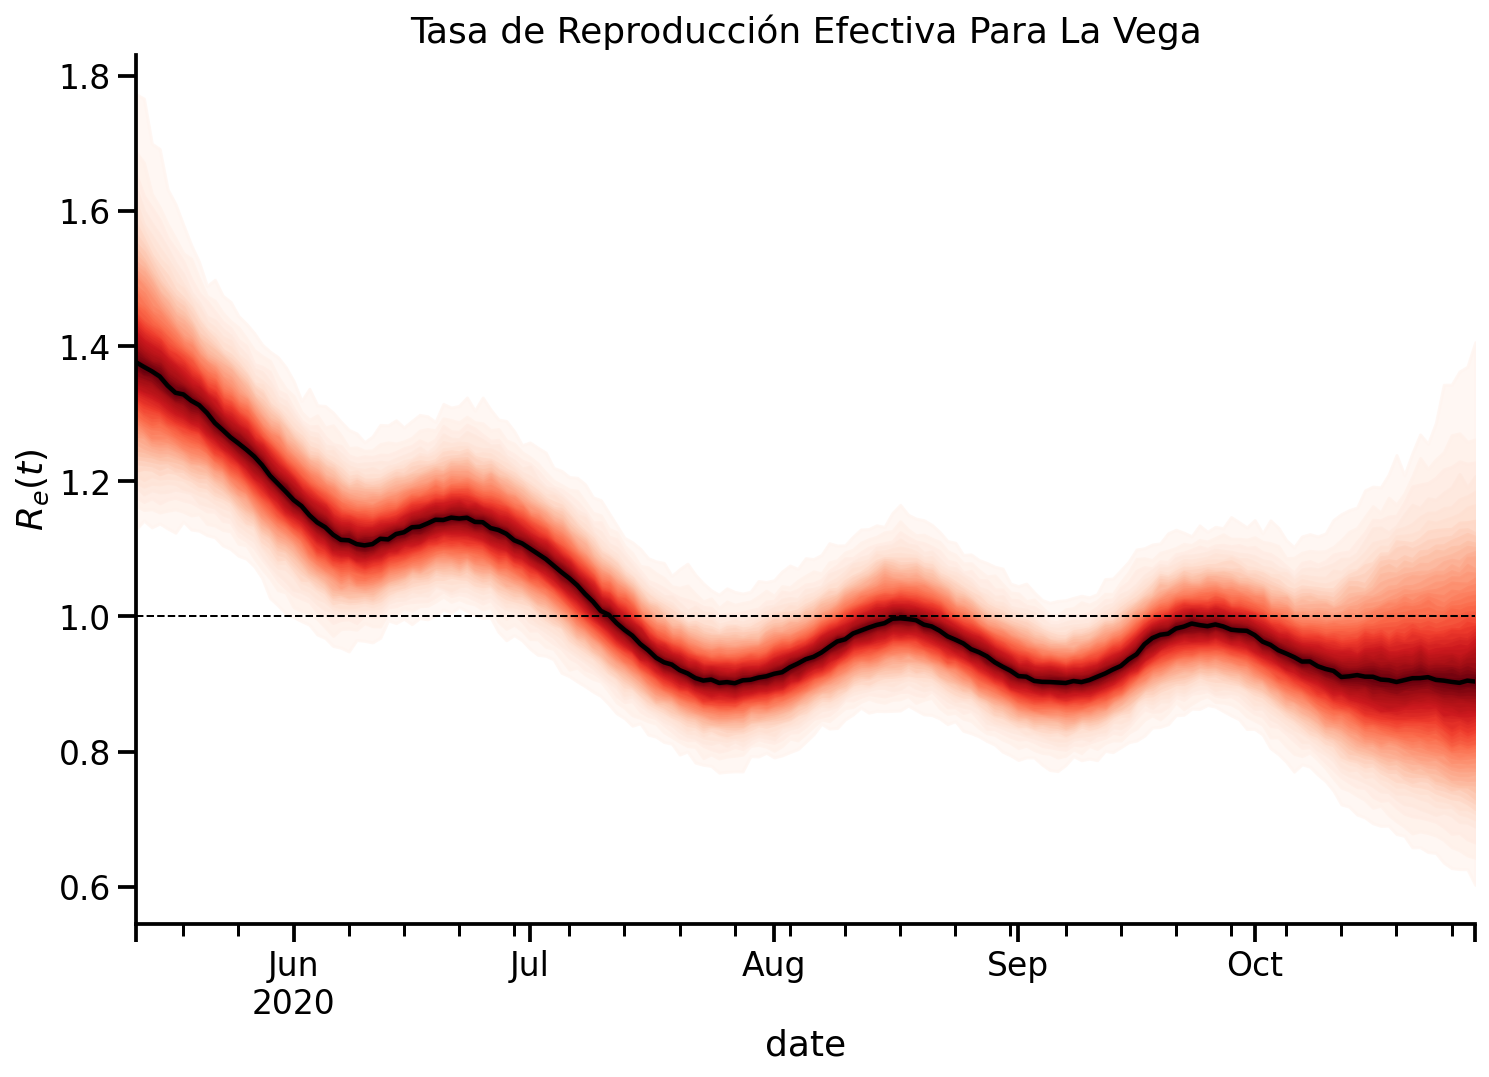 Tasa de Reproducción Efectiva Para La Vega
1.8
1.6
1.4
1.2
1.0
0.8
0.6
Rₑ(t)
Jun Jul Aug Sep Oct
2020
date